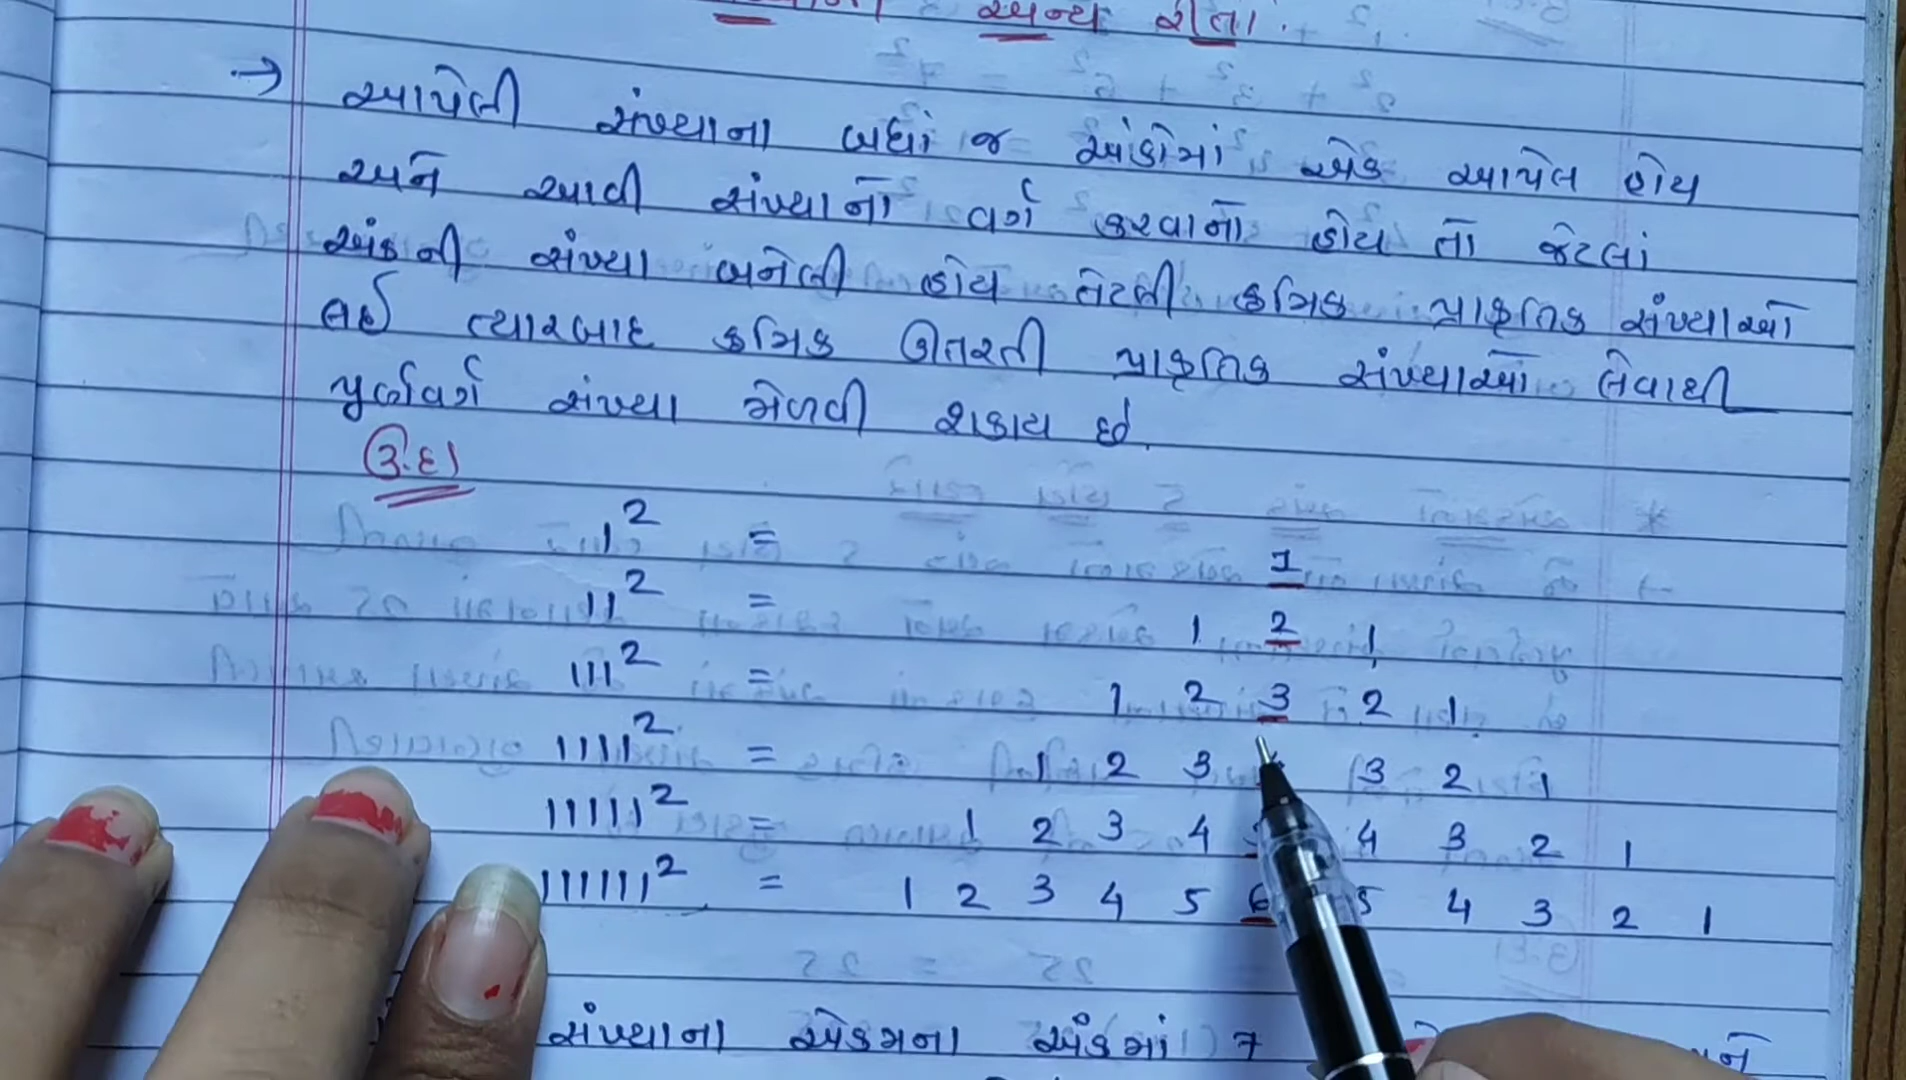 અન્ય રીતો.
→ આપેલી સંખ્યાના બધાં જ અંકોમાં એક આપેલ હોય
અને આવી સંખ્યાનો વર્ગ કરવાનો હોય તો જેટલાં
અંકની સંખ્યા બનેલી હોય તેટલી ક્રમિક પ્રાકૃતિક સંખ્યાઓ
લઈ ત્યારબાદ ક્રમિક ઊતરતી પ્રાકૃતિક સંખ્યાઓ લેવાથી
પુર્ણવર્ગ સંખ્યા મેળવી શકાય છે.
ઉ.દા
1² = 1
11² = 1 2 1
111² = 1 2 3 2 1
1111² = 1 2 3 3 2 1
11111² = 1 2 3 4 4 3 2 1
111111² = 1 2 3 4 5 6 5 4 3 2 1
સંખ્યાના એકમના અંકમાં 7